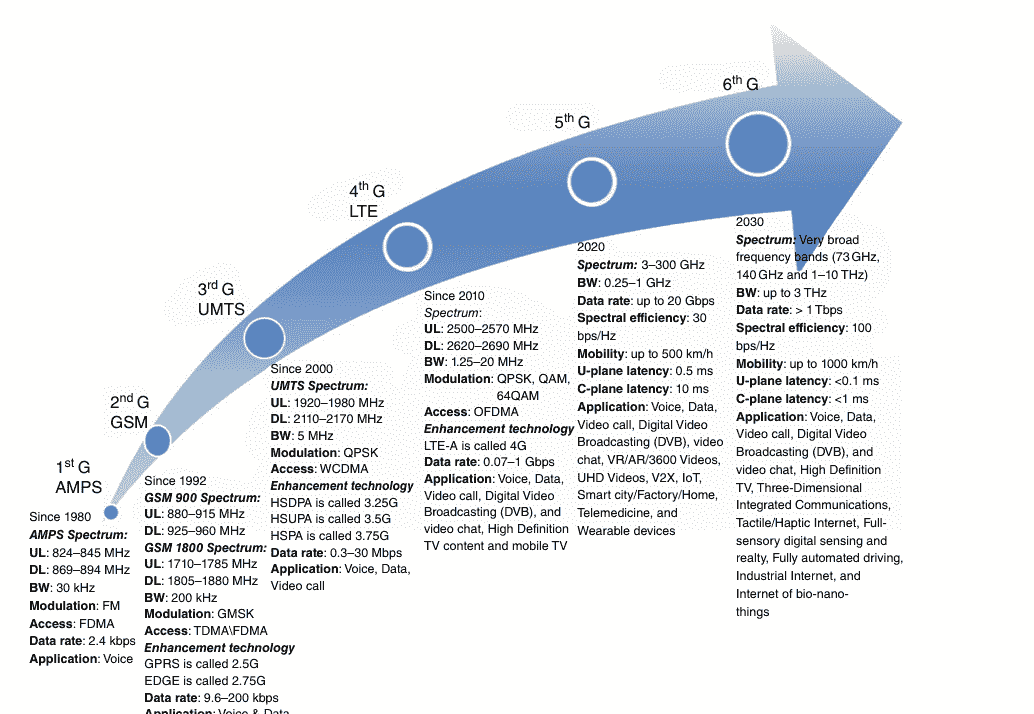 1st G
AMPS
Since 1980
AMPS Spectrum:
UL: 824–845 MHz
DL: 869–894 MHz
BW: 30 kHz
Modulation: FM
Access: FDMA
Data rate: 2.4 kbps
Application: Voice
2nd G
GSM
Since 1992
GSM 900 Spectrum:
UL: 880–915 MHz
DL: 925–960 MHz
GSM 1800 Spectrum:
UL: 1710–1785 MHz
DL: 1805–1880 MHz
BW: 200 kHz
Modulation: GMSK
Access: TDMA\FDMA
Enhancement technology
GPRS is called 2.5G
EDGE is called 2.75G
Data rate: 9.6–200 kbps
Application: Voice & Data
3rd G
UMTS
Since 2000
UMTS Spectrum:
UL: 1920–1980 MHz
DL: 2110–2170 MHz
BW: 5 MHz
Modulation: QPSK
Access: WCDMA
Enhancement technology
HSDPA is called 3.25G
HSUPA is called 3.5G
HSPA is called 3.75G
Data rate: 0.3–30 Mbps
Application: Voice, Data,
Video call
4th G
LTE
Since 2010
Spectrum:
UL: 2500–2570 MHz
DL: 2620–2690 MHz
BW: 1.25–20 MHz
Modulation: QPSK, QAM,
64QAM
Access: OFDMA
Enhancement technology
LTE-A is called 4G
Data rate: 0.07–1 Gbps
Application: Voice, Data,
Video call, Digital Video
Broadcasting (DVB), and
video chat, High Definition
TV content and mobile TV
5th G
2020
Spectrum: 3–300 GHz
BW: 0.25–1 GHz
Data rate: up to 20 Gbps
Spectral efficiency: 30
bps/Hz
Mobility: up to 500 km/h
U-plane latency: 0.5 ms
C-plane latency: 10 ms
Application: Voice, Data,
Video call, Digital Video
Broadcasting (DVB), video
chat, VR/AR/3600 Videos,
UHD Videos, V2X, IoT,
Smart city/Factory/Home,
Telemedicine, and
Wearable devices
6th G
2030
Spectrum: Very broad
frequency bands (73 GHz,
140 GHz and 1–10 THz)
BW: up to 3 THz
Data rate: > 1 Tbps
Spectral efficiency: 100
bps/Hz
Mobility: up to 1000 km/h
U-plane latency: <0.1 ms
C-plane latency: <1 ms
Application: Voice, Data,
Video call, Digital Video
Broadcasting (DVB), and
video chat, High Definition
TV, Three-Dimensional
Integrated Communications,
Tactile/Haptic Internet, Full-
sensory digital sensing and
realty, Fully automated driving,
Industrial Internet, and
Internet of bio-nano-
things